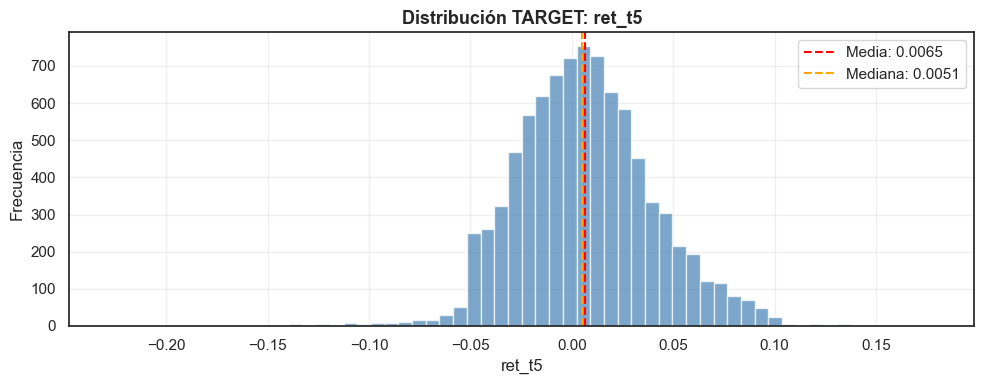 Distribución TARGET: ret_t5
Media: 0.0065
Mediana: 0.0051
Frecuencia
700
600
500
400
300
200
100
0
−0.20 −0.15 −0.10 −0.05 0.00 0.05 0.10 0.15
ret_t5